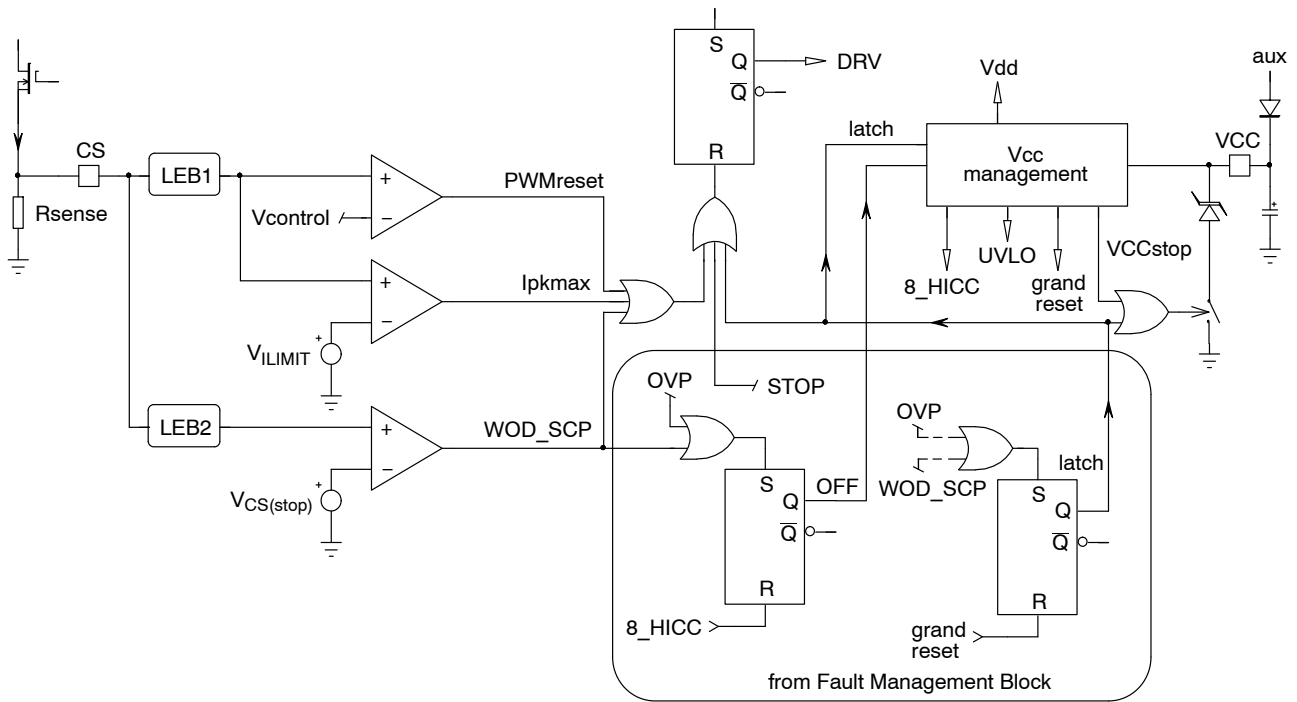 S
Q
Q
R
DRV
Vdd
aux
latch
VCC
Vcc
management
CS
LEB1
PWMreset
Rsense
Vcontrol
+
−
UVLO
VCCstop
8_HICC
grand
reset
+
−
Ipkmax
+
VILIMIT
+
OVP
STOP
OVP
LEB2
WOD_SCP
+
−
latch
WOD_SCP
+
VCS(stop)
S
Q
OFF
Q
R
S
Q
Q
R
8_HICC
grand
reset
from Fault Management Block